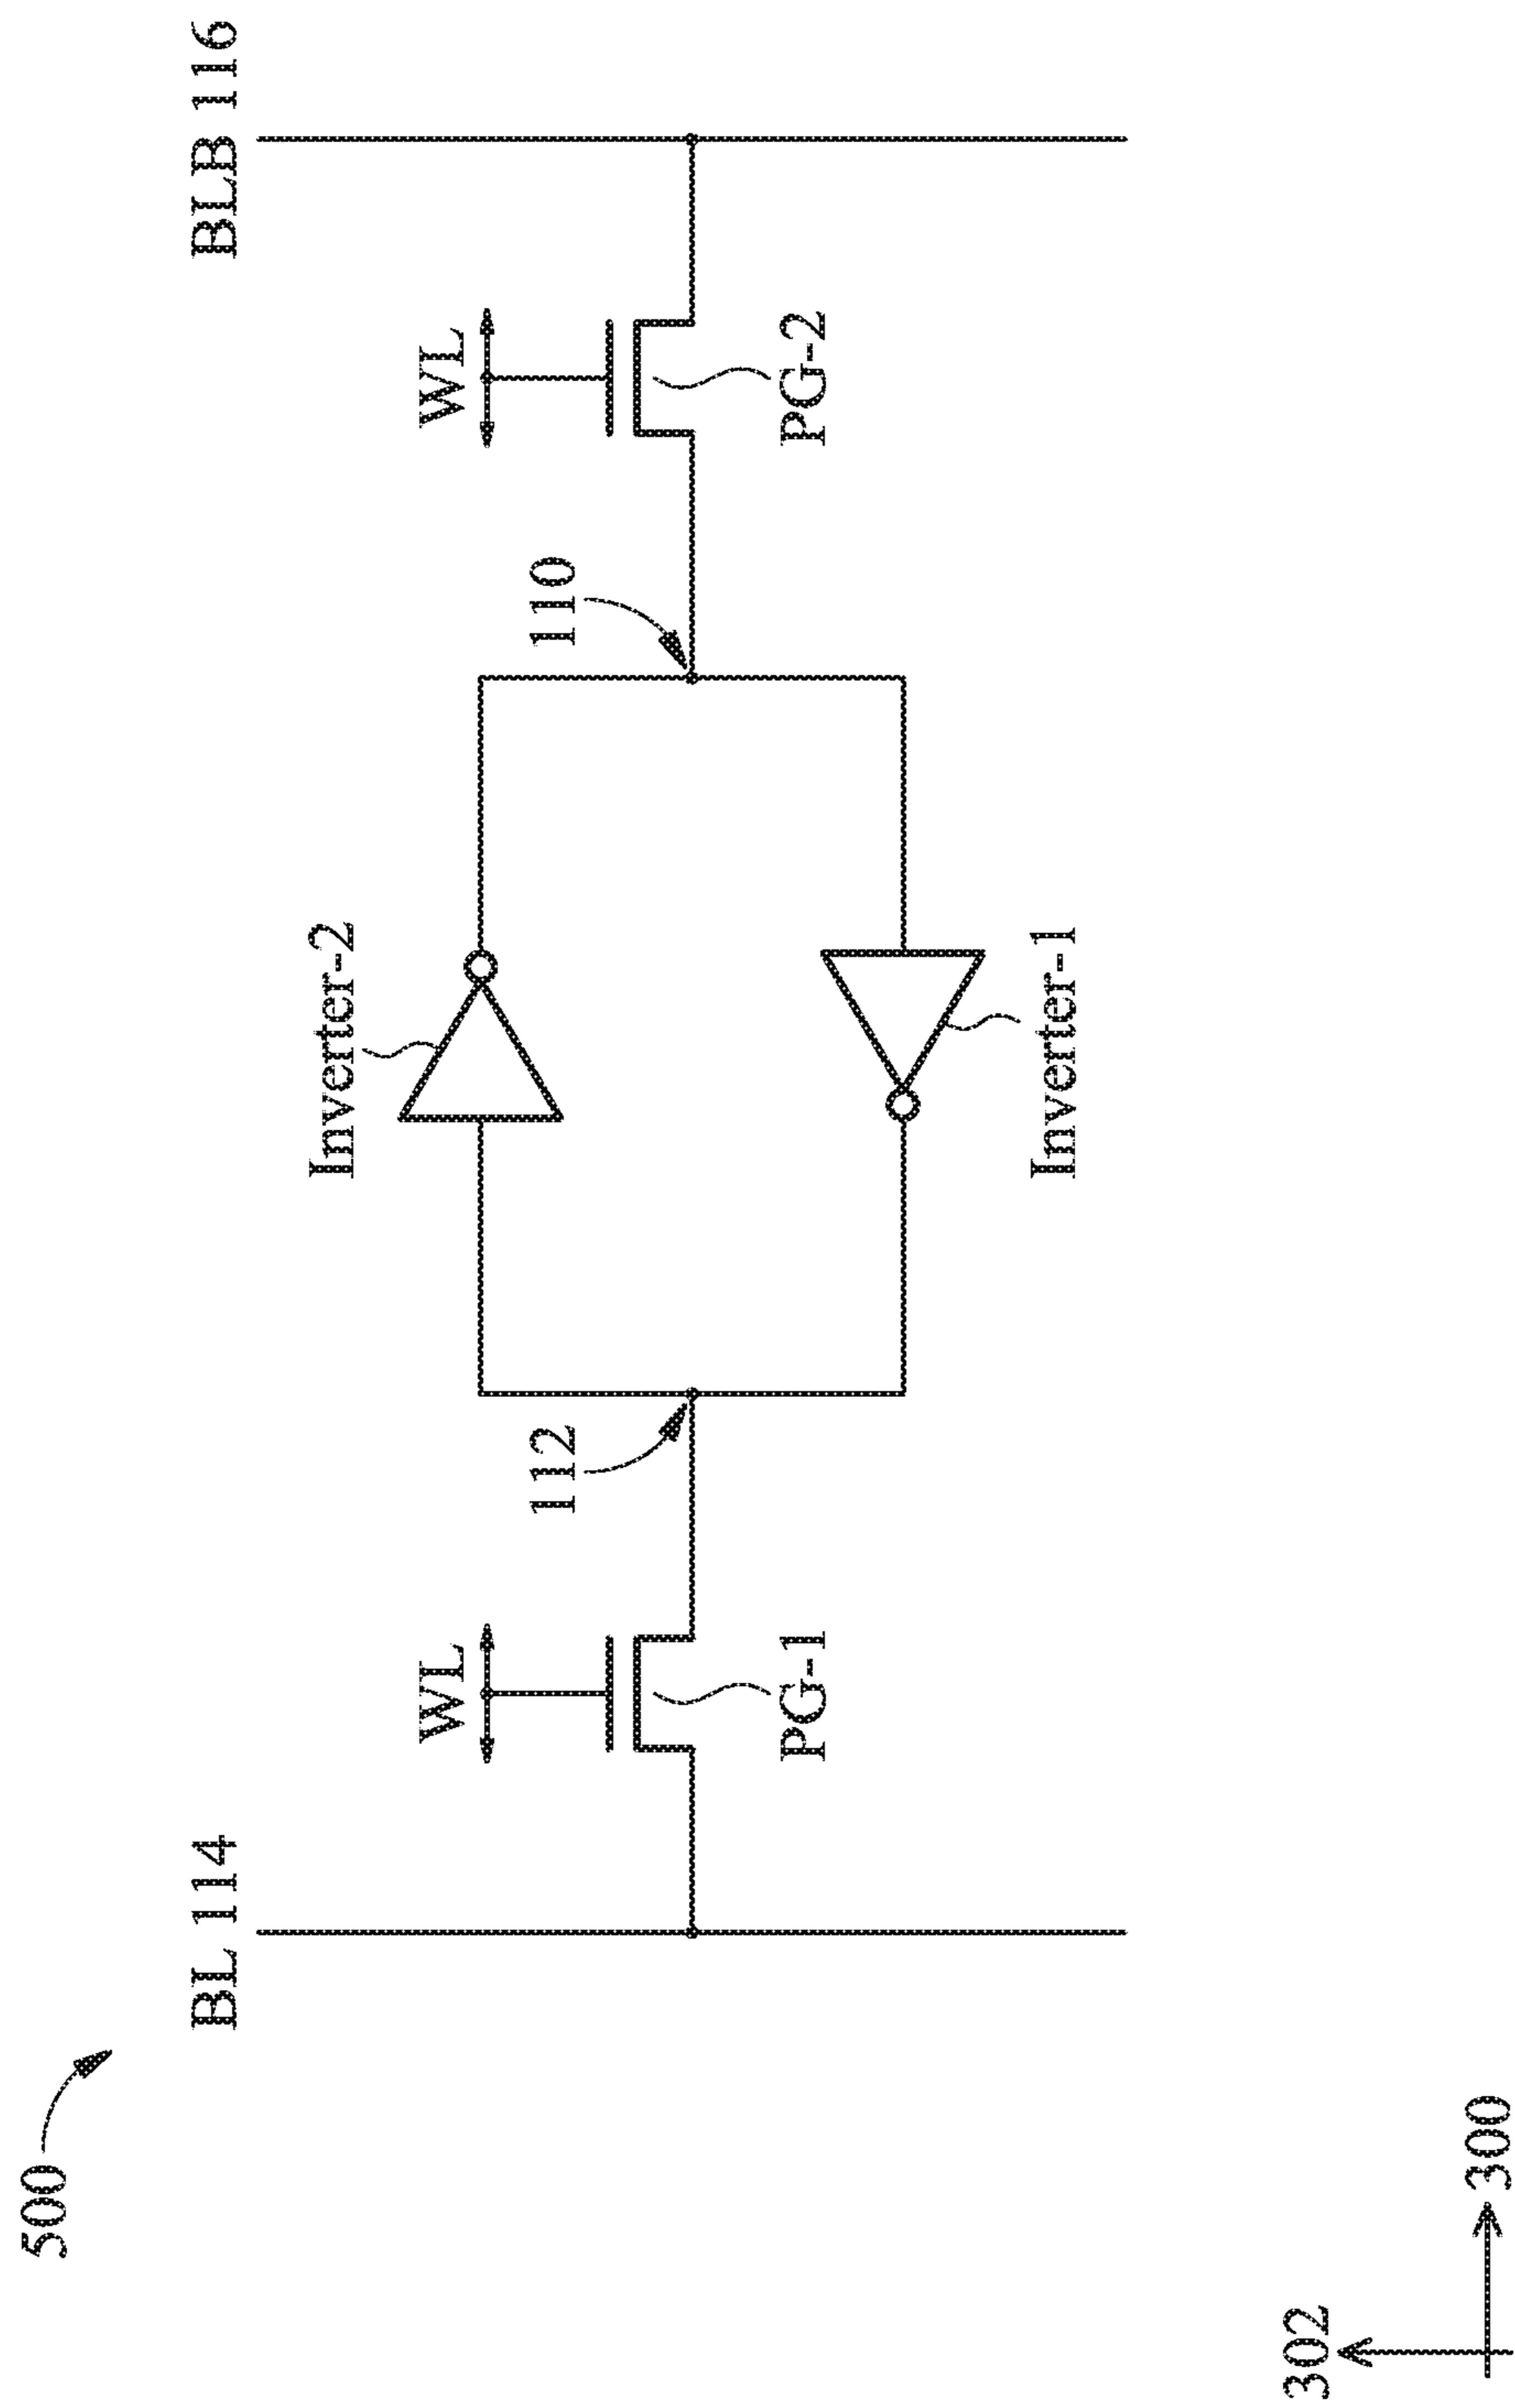 500
BL 114
BLB 116
WL
WL
Inverter-2
112
110
PG-1
PG-2
Inverter-1
302
300